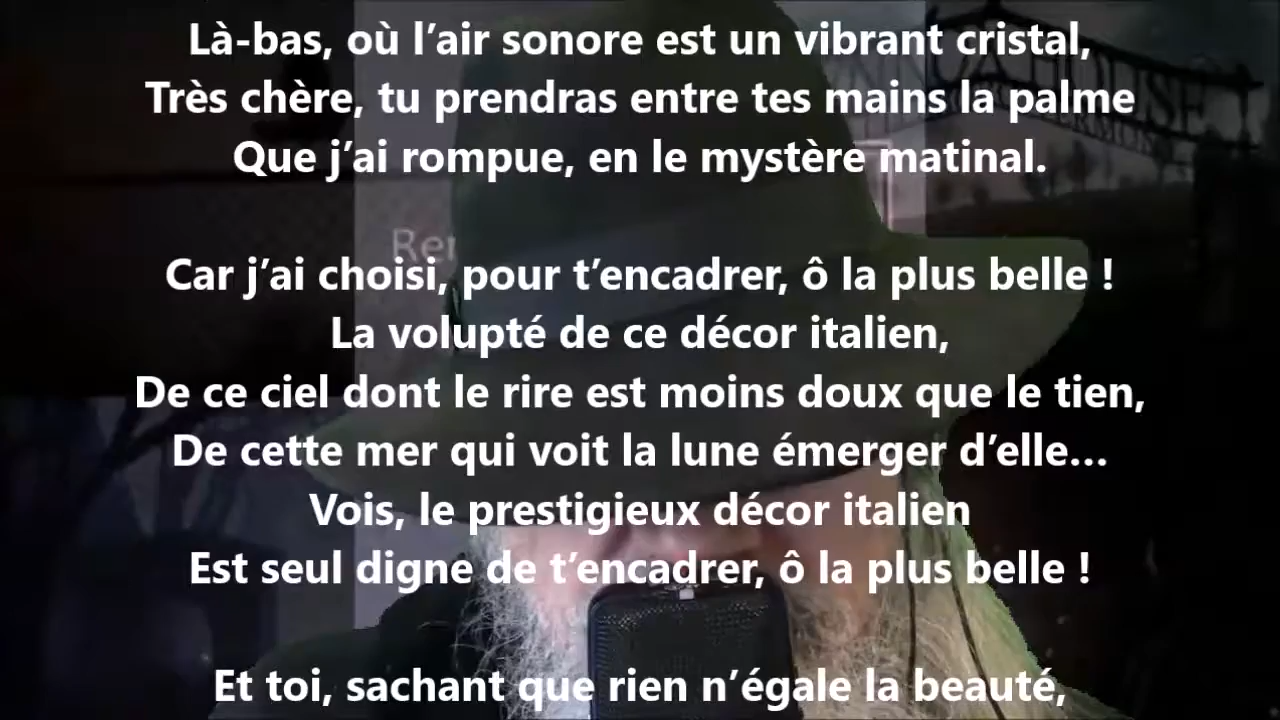 Là-bas, où l’air sonore est un vibrant cristal,
Très chère, tu prendras entre tes mains la palme
Que j’ai rompue, en le mystère matinal.
Car j’ai choisi, pour t’encadrer, ô la plus belle !
La volupté de ce décor italien,
De ce ciel dont le rire est moins doux que le tien,
De cette mer qui voit la lune émerger d’elle…
Vois, le prestigieux décor italien
Est seul digne de t’encadrer, ô la plus belle !
Et toi, sachant que rien n’égale la beauté,